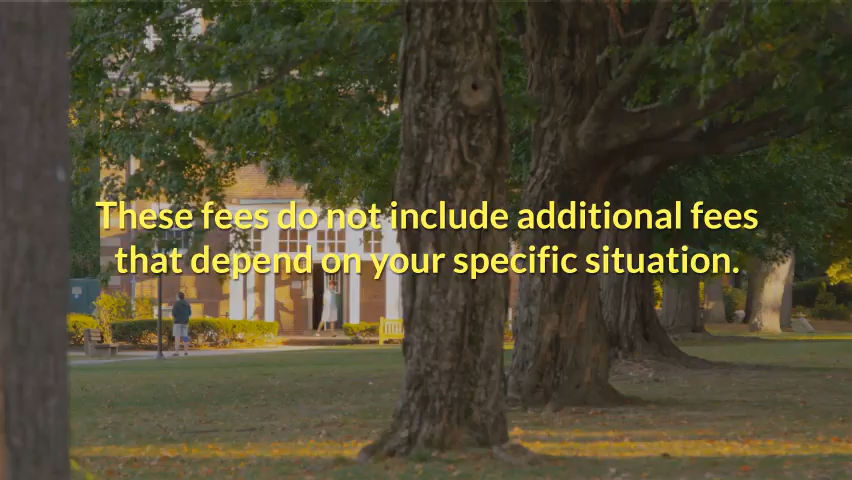 These fees do not include additional fees
that depend on your specific situation.